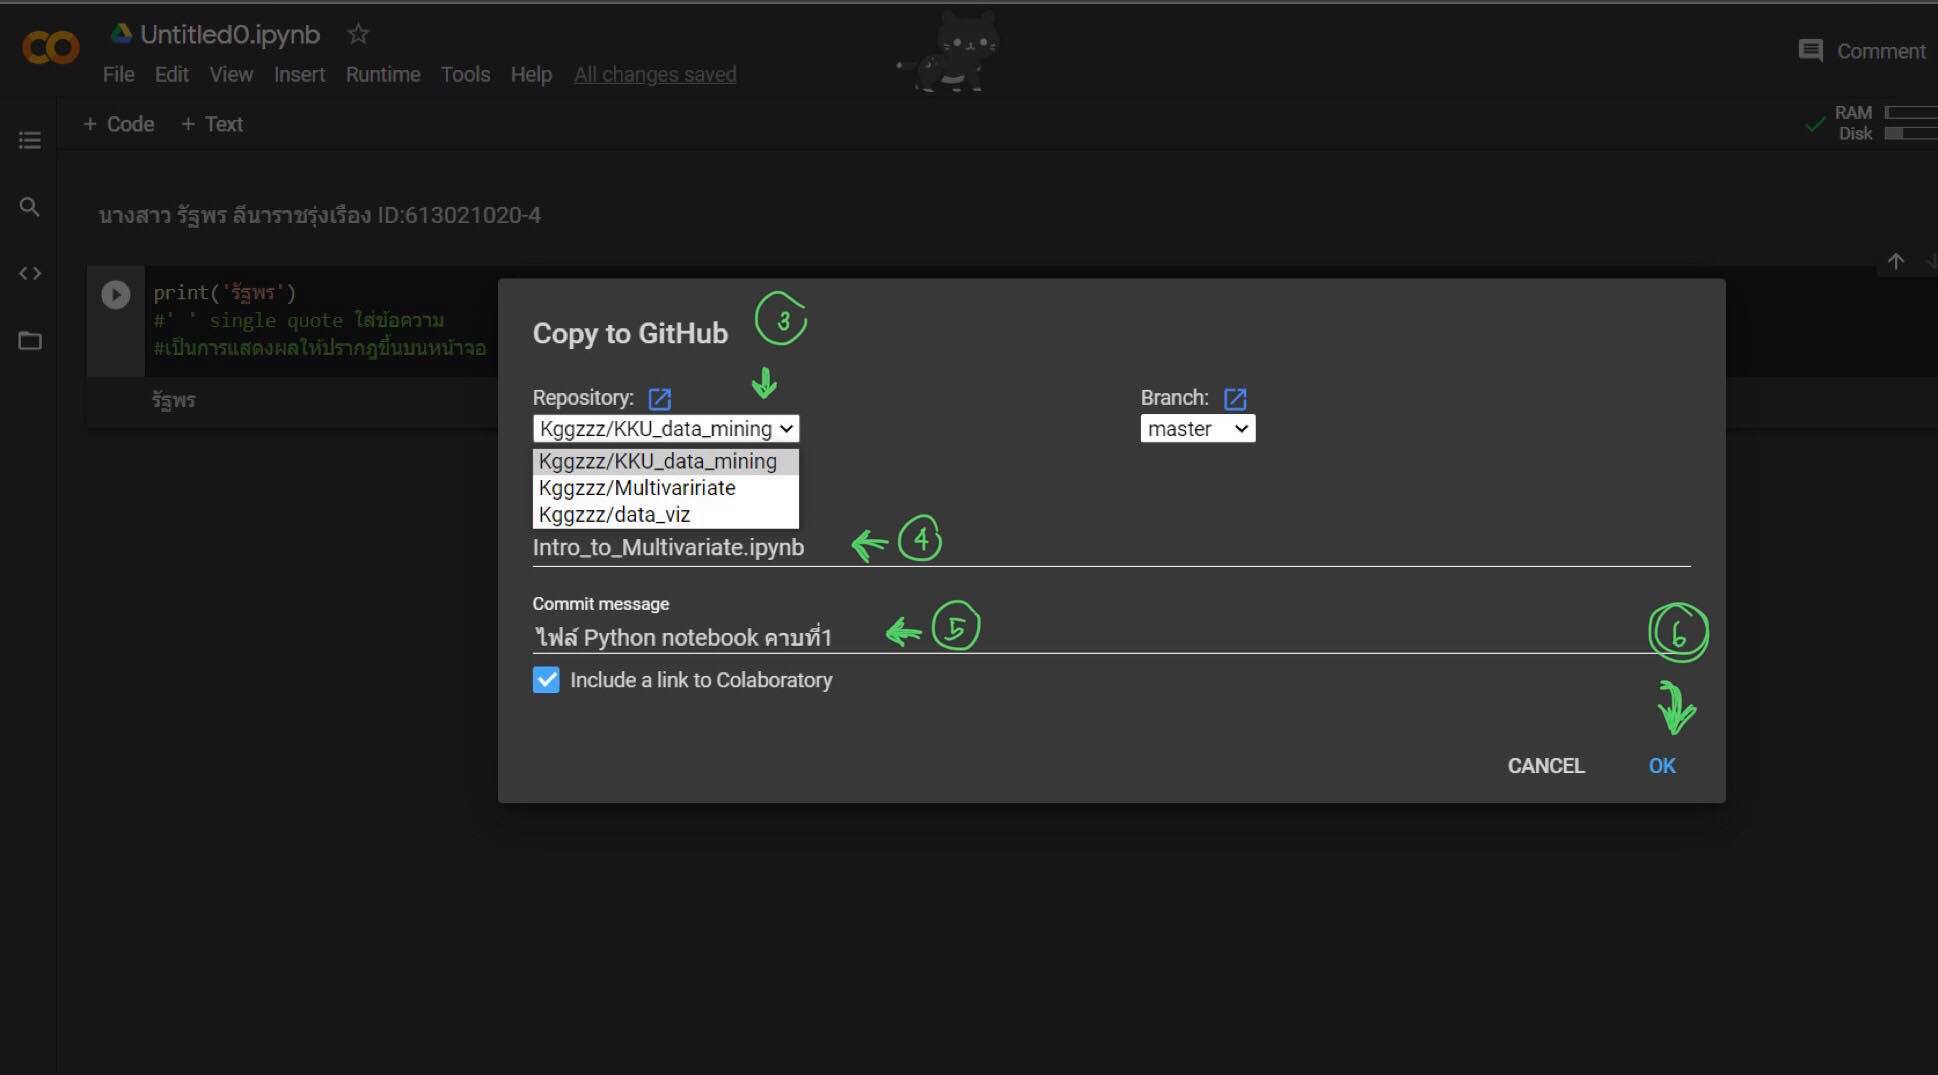 Untitled0.ipynb
File Edit View Insert Runtime Tools Help All changes saved
Comment
+ Code + Text
RAM
Disk
นางสาว รัฐพร ลีนาราชรุ่งเรือง ID:613021020-4
print('รัฐพร')
#' ' single quote ใส่ข้อความ
#เป็นการแสดงผลให้ปรากฎขึ้นบนหน้าจอ
รัฐพร
Copy to GitHub 3
Repository: Branch:
Kggzzz/KKU_data_mining master
Kggzzz/KKU_data_mining
Kggzzz/Multivaririate
Kggzzz/data_viz
Intro_to_Multivariate.ipynb 4
Commit message
ไฟล์ Python notebook คาบที่1 5
6
Include a link to Colaboratory
CANCEL OK